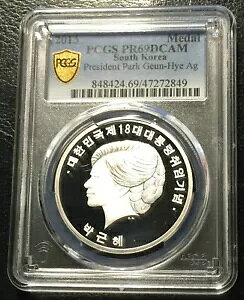 2013 Medal
PCGS PR69DCAM
South Korea
President Park Geun-Hye Ag
848424.69/47272849
PCGS
대한민국제18대대통령취임기념
박근혜